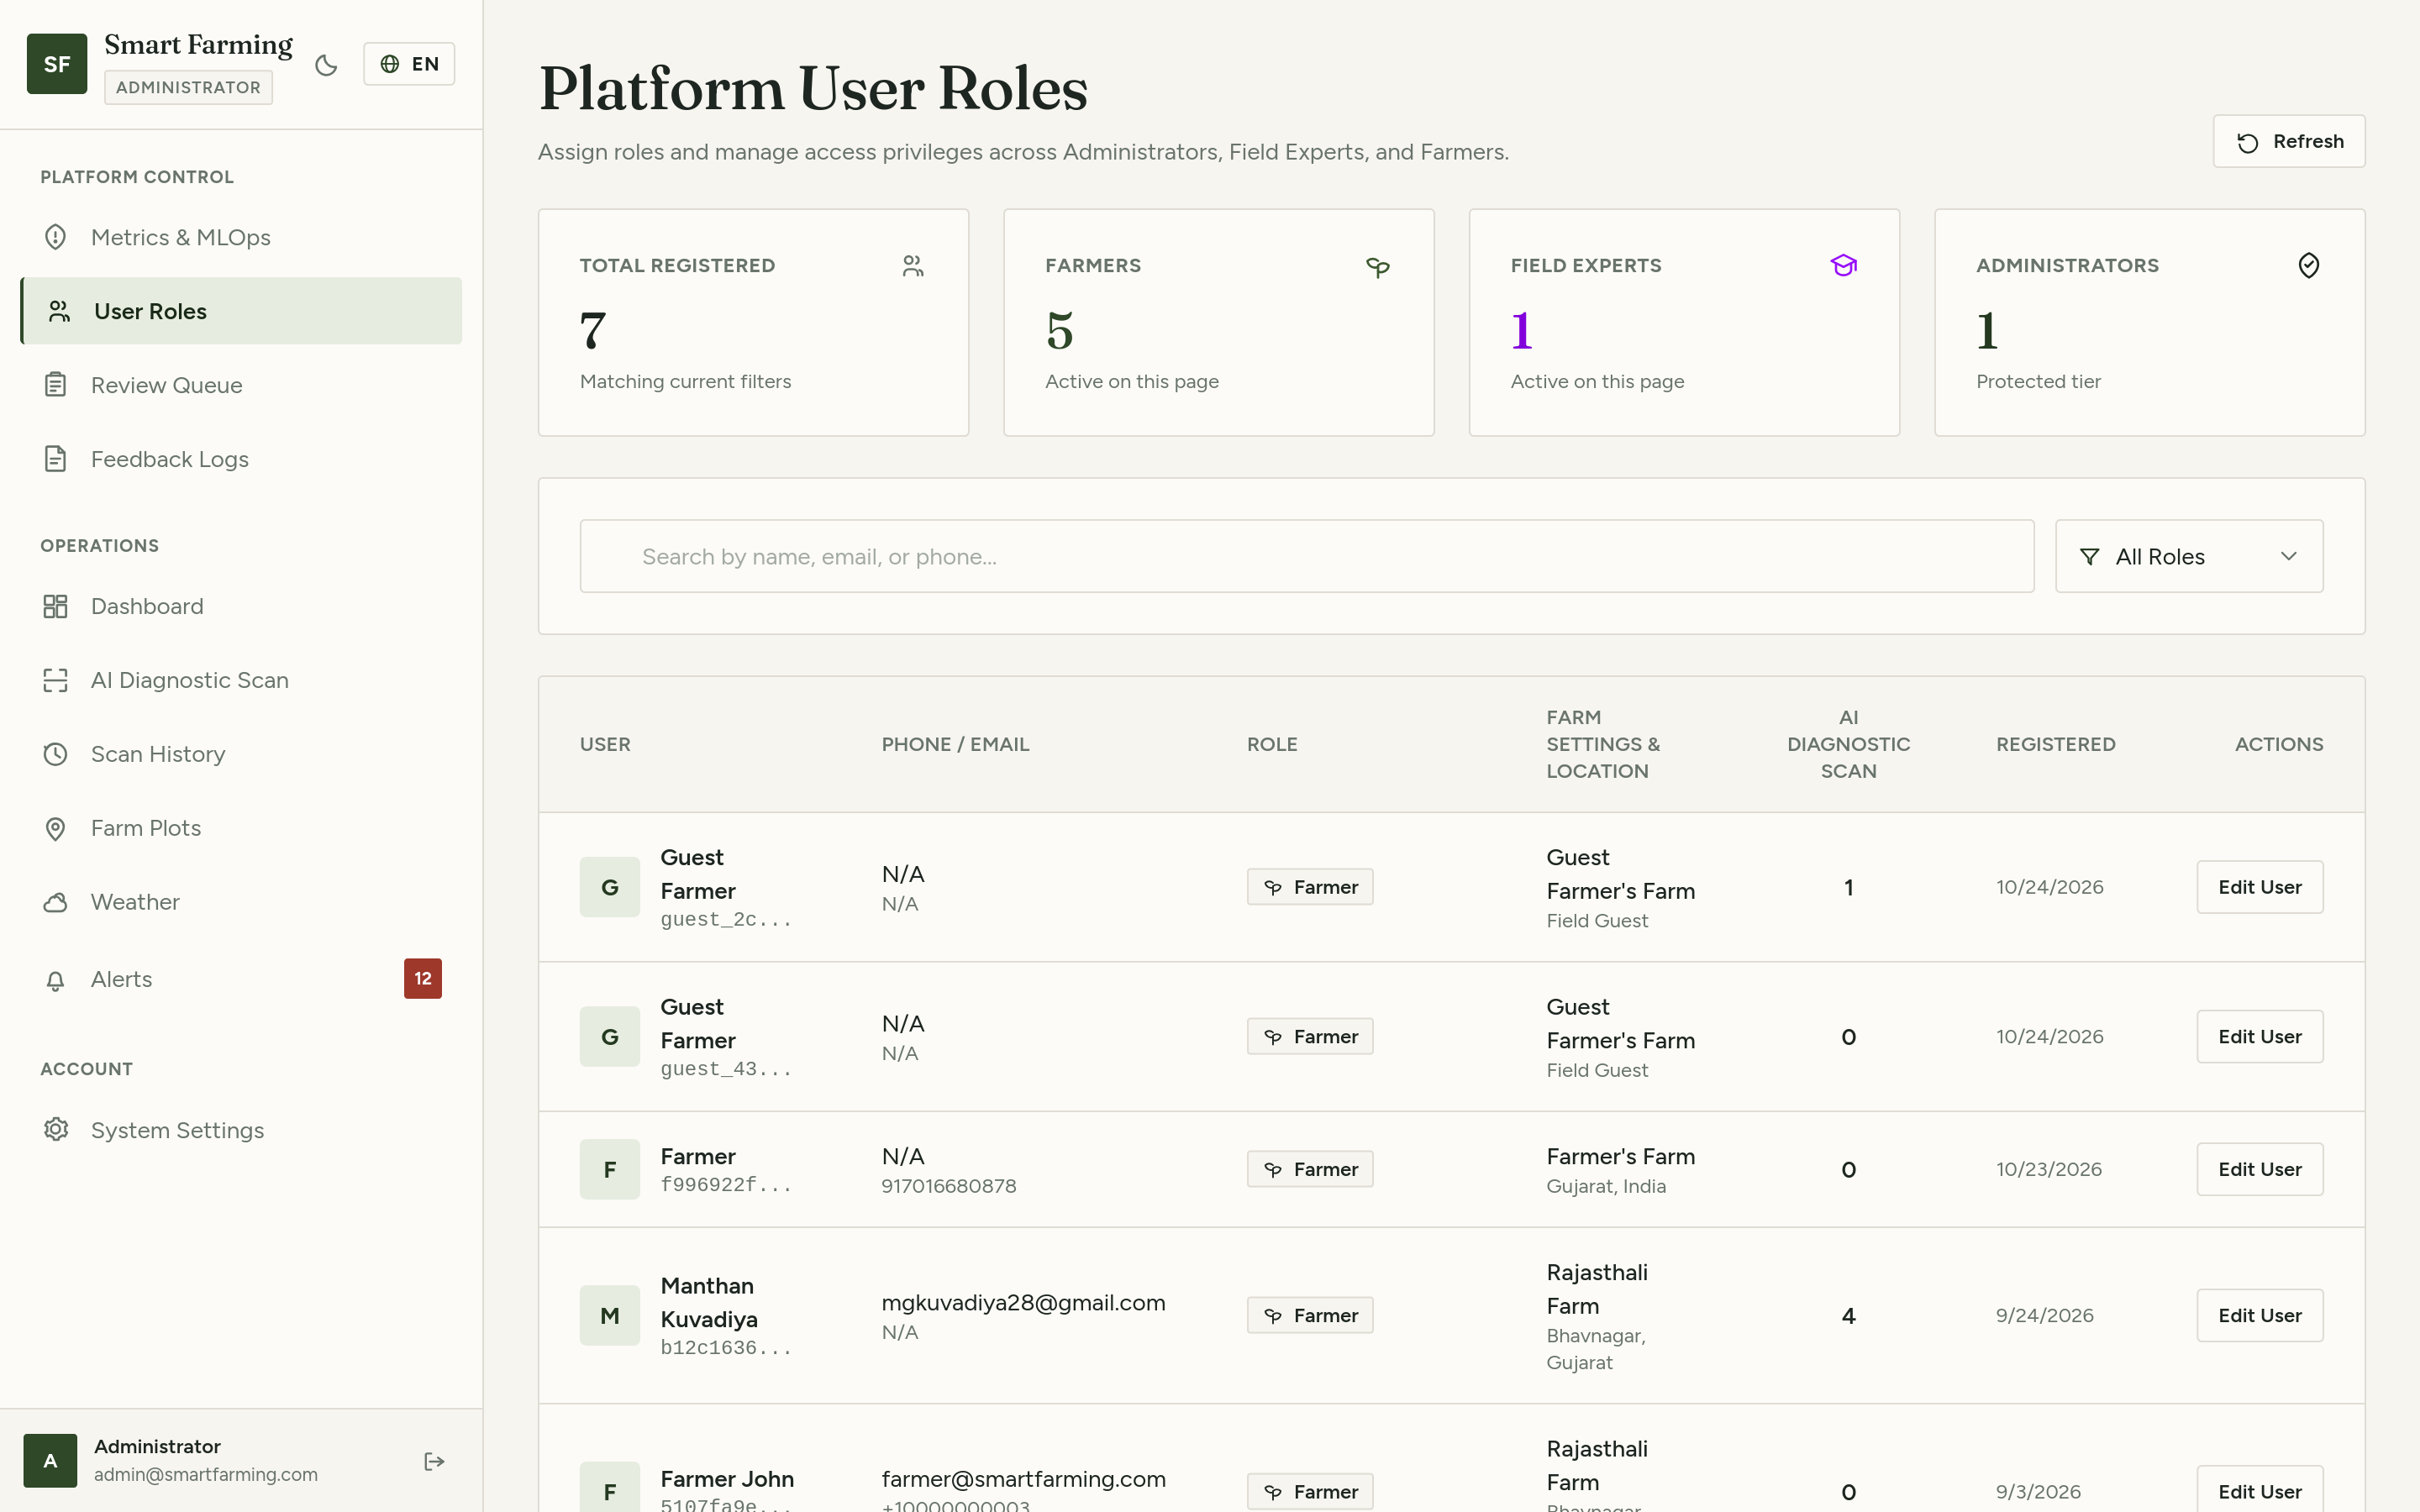 SF
Smart Farming
ADMINISTRATOR
EN
PLATFORM CONTROL
Metrics & MLOps
User Roles
Review Queue
Feedback Logs
OPERATIONS
Dashboard
AI Diagnostic Scan
Scan History
Farm Plots
Weather
Alerts
12
ACCOUNT
System Settings
A
Administrator
admin@smartfarming.com
Platform User Roles
Assign roles and manage access privileges across Administrators, Field Experts, and Farmers.
Refresh
TOTAL REGISTERED
7
Matching current filters
FARMERS
5
Active on this page
FIELD EXPERTS
1
Active on this page
ADMINISTRATORS
1
Protected tier
Search by name, email, or phone...
All Roles
USER
PHONE / EMAIL
ROLE
FARM
SETTINGS &
LOCATION
AI
DIAGNOSTIC
SCAN
REGISTERED
ACTIONS
G
Guest
Farmer
guest_2c...
N/A
N/A
Farmer
Guest
Farmer's Farm
Field Guest
1
10/24/2026
Edit User
G
Guest
Farmer
guest_43...
N/A
N/A
Farmer
Guest
Farmer's Farm
Field Guest
0
10/24/2026
Edit User
F
Farmer
f996922f...
N/A
917016680878
Farmer
Farmer's Farm
Gujarat, India
0
10/23/2026
Edit User
M
Manthan
Kuvadiya
b12c1636...
mgkuvadiya28@gmail.com
N/A
Farmer
Rajasthali
Farm
Bhavnagar,
Gujarat
4
9/24/2026
Edit User
F
Farmer John
5107fa9e...
farmer@smartfarming.com
+10000000003
Farmer
Rajasthali
Farm
Bhavnagar,
0
9/3/2026
Edit User